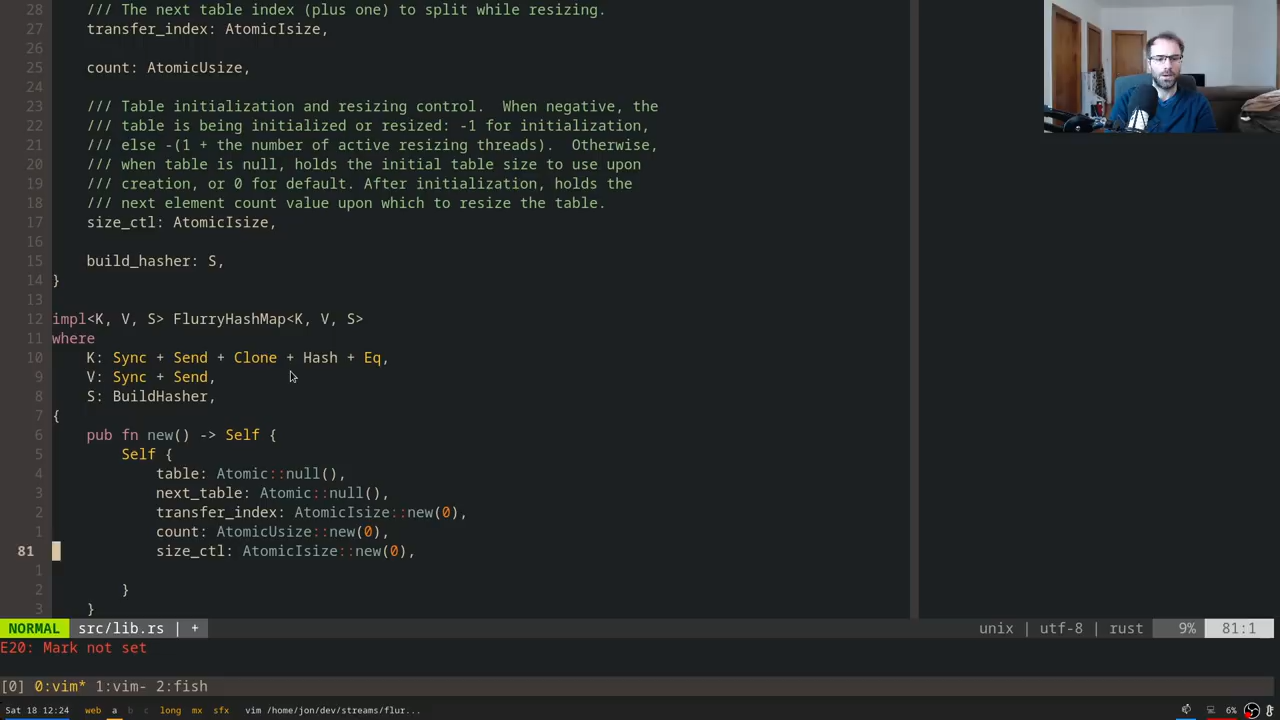 28 /// The next table index (plus one) to split while resizing.
27 transfer_index: AtomicIsize,
26
25 count: AtomicUsize,
24
23 /// Table initialization and resizing control.  When negative, the
22 /// table is being initialized or resized: -1 for initialization,
21 /// else -(1 + the number of active resizing threads).  Otherwise,
20 /// when table is null, holds the initial table size to use upon
19 /// creation, or 0 for default. After initialization, holds the
18 /// next element count value upon which to resize the table.
17 size_ctl: AtomicIsize,
16
15 build_hasher: S,
14 }
13
12 impl<K, V, S> FlurryHashMap<K, V, S>
11 where
10 K: Sync + Send + Clone + Hash + Eq,
9 V: Sync + Send,
8 S: BuildHasher,
7 {
6 pub fn new() -> Self {
5 Self {
4 table: Atomic::null(),
3 next_table: Atomic::null(),
2 transfer_index: AtomicIsize::new(0),
1 count: AtomicUsize::new(0),
81 size_ctl: AtomicIsize::new(0),
1
2 }
3 }
NORMAL src/lib.rs | + unix | utf-8 | rust 9% 81:1
E20: Mark not set
[0] 0:vim* 1:vim- 2:fish
Sat 18 12:24 web a b c long mx sfx vim /home/jon/dev/streams/flur... 6%